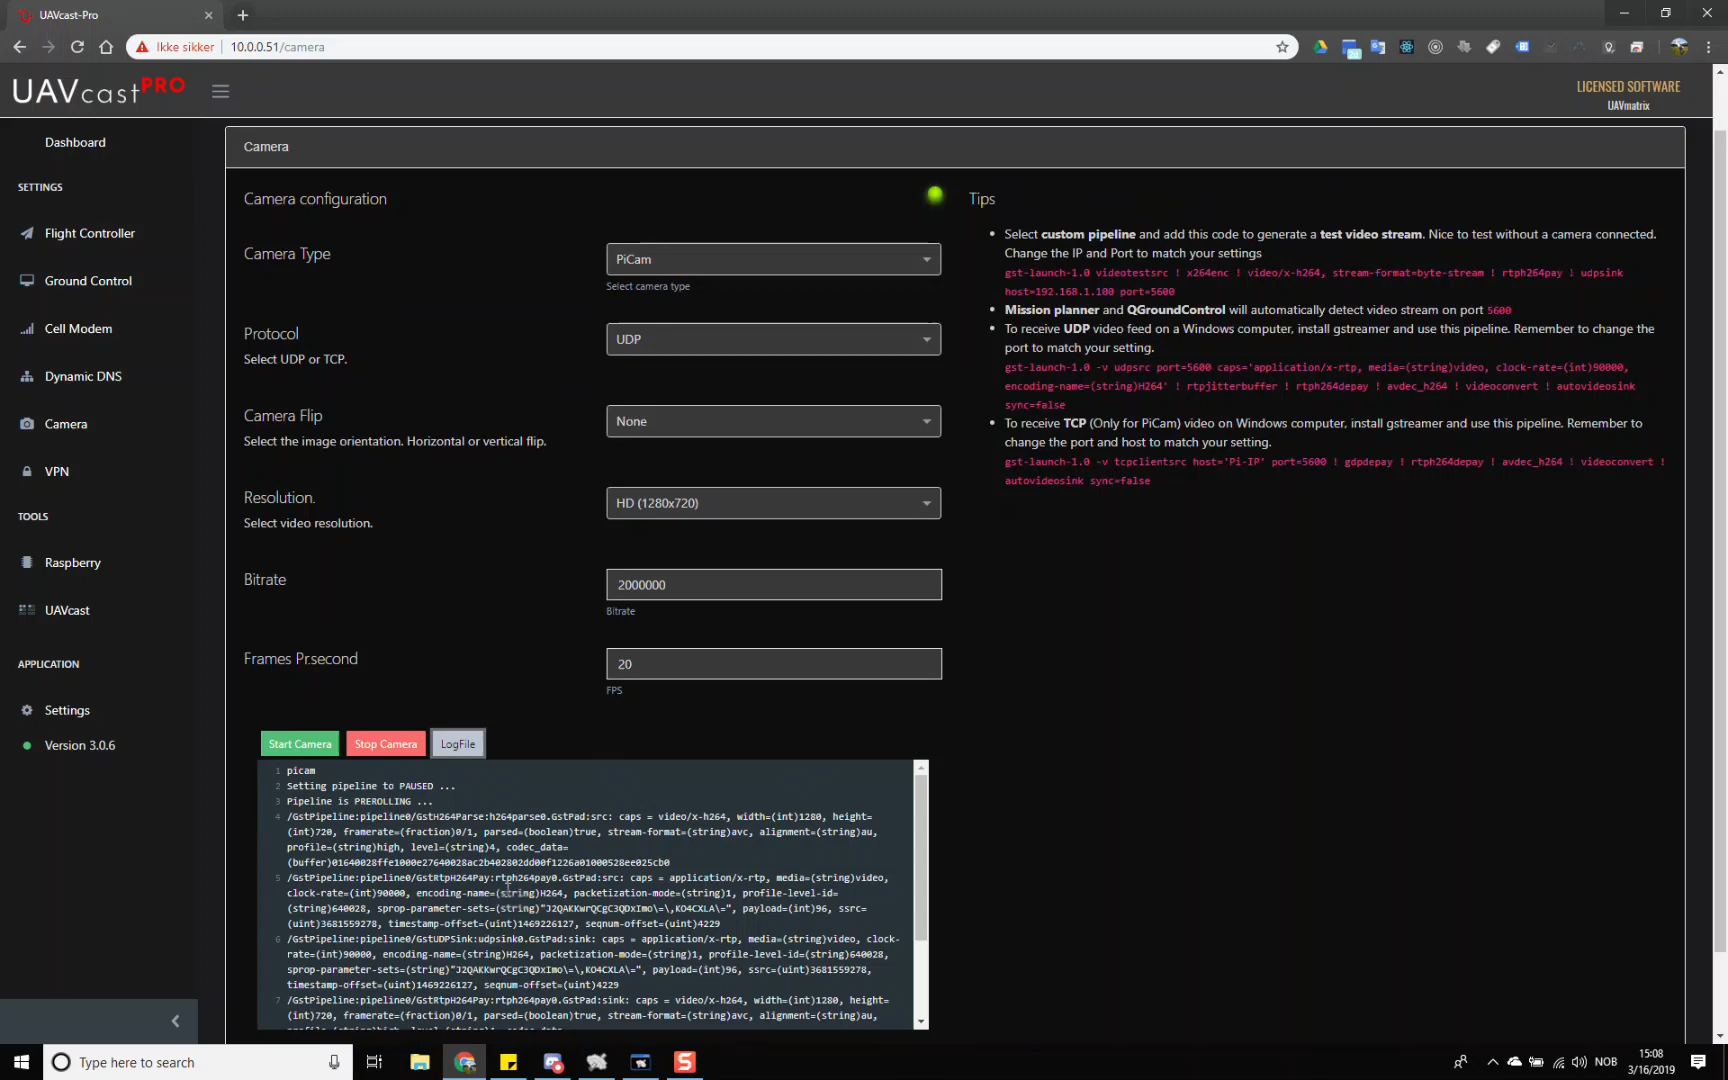 UAVcast-Pro
Ikke sikker
10.0.0.51/camera
UAVcast PRO
LICENSED SOFTWARE
UAVmatrix
Dashboard
SETTINGS
Flight Controller
Ground Control
Cell Modem
Dynamic DNS
Camera
VPN
TOOLS
Raspberry
UAVcast
APPLICATION
Settings
Version 3.0.6
Camera
Camera configuration
Camera Type
PiCam
Select camera type
Protocol
Select UDP or TCP.
UDP
Camera Flip
Select the image orientation. Horizontal or vertical flip.
None
Resolution.
Select video resolution.
HD (1280x720)
Bitrate
2000000
Bitrate
Frames Pr.second
20
FPS
Tips
Select custom pipeline and add this code to generate a test video stream. Nice to test without a camera connected.
Change the IP and Port to match your settings
gst-launch-1.0 videotestsrc ! x264enc ! video/x-h264, stream-format=byte-stream ! rtph264pay ! udpsink
host=192.168.1.100 port=5600
Mission planner and QGroundControl will automatically detect video stream on port 5600
To receive UDP video feed on a Windows computer, install gstreamer and use this pipeline. Remember to change the
port to match your setting.
gst-launch-1.0 -v udpsrc port=5600 caps='application/x-rtp, media=(string)video, clock-rate=(int)90000,
encoding-name=(string)H264' ! rtpjitterbuffer ! rtph264depay ! avdec_h264 ! videoconvert ! autovideosink
sync=false
To receive TCP (Only for PiCam) video on Windows computer, install gstreamer and use this pipeline. Remember to
change the port and host to match your setting.
gst-launch-1.0 -v tcpclientsrc host='Pi-IP' port=5600 ! gdpdepay ! rtph264depay ! avdec_h264 ! videoconvert !
autovideosink sync=false
Start Camera
Stop Camera
LogFile
1 picam
2 Setting pipeline to PAUSED ...
3 Pipeline is PREROLLING ...
4 /GstPipeline:pipeline0/GstH264Parse:h264parse0.GstPad:src: caps = video/x-h264, width=(int)1280, height=
(int)720, framerate=(fraction)0/1, parsed=(boolean)true, stream-format=(string)avc, alignment=(string)au,
profile=(string)high, level=(string)4, codec_data=
(buffer)01640028ffe1000e27640028ac2b402802dd00f1226a01000528ee025cb0
5 /GstPipeline:pipeline0/GstRtpH264Pay:rtph264pay0.GstPad:src: caps = application/x-rtp, media=(string)video,
clock-rate=(int)90000, encoding-name=(string)H264, packetization-mode=(string)1, profile-level-id=
(string)640028, sprop-parameter-sets=(string)"J2QAKKwrQCgC3QDxImo\=\,KO4CXLA\=", payload=(int)96, ssrc=
(uint)3681559278, timestamp-offset=(uint)1469226127, seqnum-offset=(uint)4229
6 /GstPipeline:pipeline0/GstUDPSink:udpsink0.GstPad:sink: caps = application/x-rtp, media=(string)video, clock-
rate=(int)90000, encoding-name=(string)H264, packetization-mode=(string)1, profile-level-id=(string)640028,
sprop-parameter-sets=(string)"J2QAKKwrQCgC3QDxImo\=\,KO4CXLA\=", payload=(int)96, ssrc=(uint)3681559278,
timestamp-offset=(uint)1469226127, seqnum-offset=(uint)4229
7 /GstPipeline:pipeline0/GstRtpH264Pay:rtph264pay0.GstPad:sink: caps = video/x-h264, width=(int)1280, height=
(int)720, framerate=(fraction)0/1, parsed=(boolean)true, stream-format=(string)avc, alignment=(string)au,
Type here to search
NOB
15:08
3/16/2019